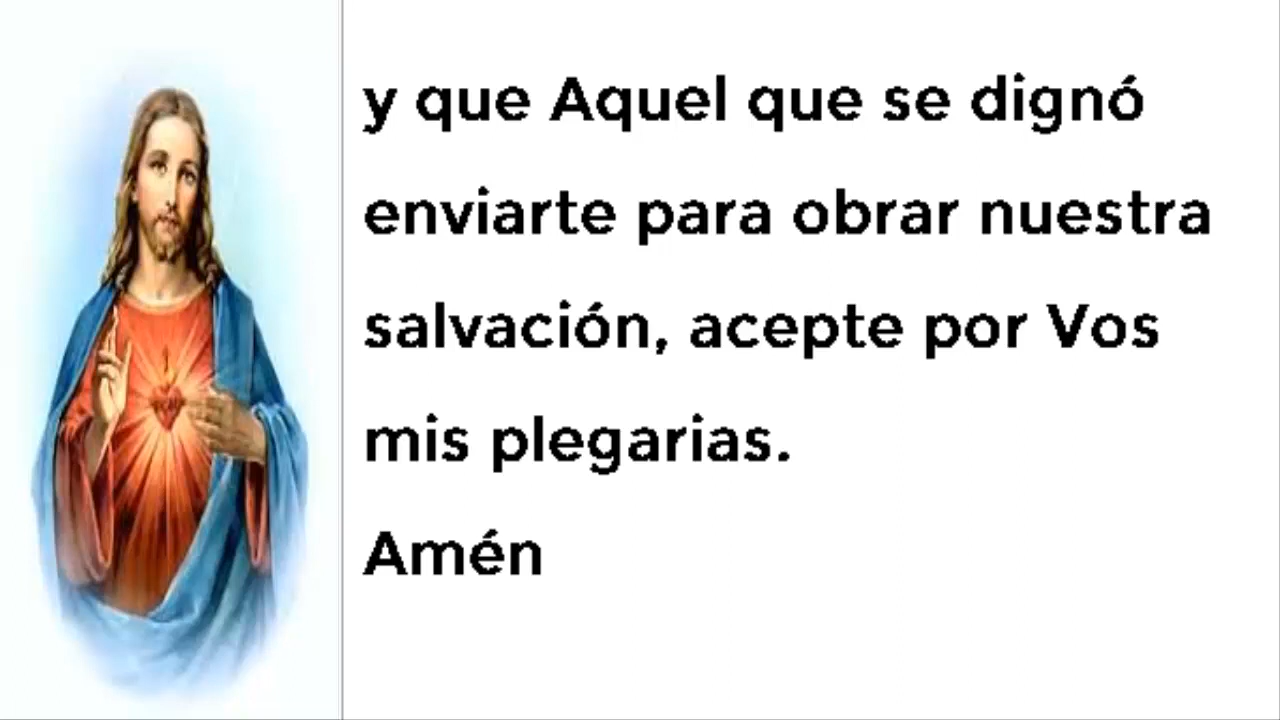 y que Aquel que se dignó
enviarte para obrar nuestra
salvación, acepte por Vos
mis plegarias.
Amén